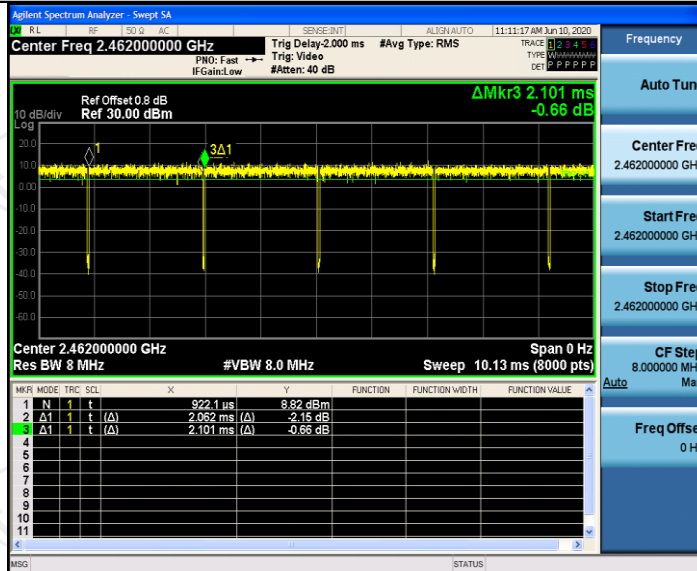 Agilent Spectrum Analyzer - Swept SA
RL RF 50 Ω AC SENSE:INT ALIGN AUTO 11:11:17 AM Jun 10, 2020
Center Freq 2.462000000 GHz
PNO: Fast
IFGain:Low
Trig Delay-2.000 ms
Trig: Video
#Atten: 40 dB
#Avg Type: RMS
TRACE 1 2 3 4 5 6
TYPE WWWWWW
DET P P P P P P
Ref Offset 0.8 dB
Ref 30.00 dBm
10 dB/div
Log
ΔMkr3 2.101 ms
-0.66 dB
20.0
10.0
0.00
-10.0
-20.0
-30.0
-40.0
-50.0
-60.0
1
3Δ1
Center 2.462000000 GHz Span 0 Hz
Res BW 8 MHz #VBW 8.0 MHz Sweep 10.13 ms (8000 pts)
MKR MODE TRC SCL X Y FUNCTION FUNCTION WIDTH FUNCTION VALUE
1 N 1 t 922.1 µs 8.82 dBm
2 Δ1 1 t (Δ) 2.062 ms (Δ) -2.15 dB
3 Δ1 1 t (Δ) 2.101 ms (Δ) -0.66 dB
4
5
6
7
8
9
10
11
MSG STATUS
Frequency
Auto Tun
Center Fre
2.462000000 GH
Start Fre
2.462000000 GH
Stop Fre
2.462000000 GH
CF Step
8.000000 MH
Auto Ma
Freq Offse
0 H